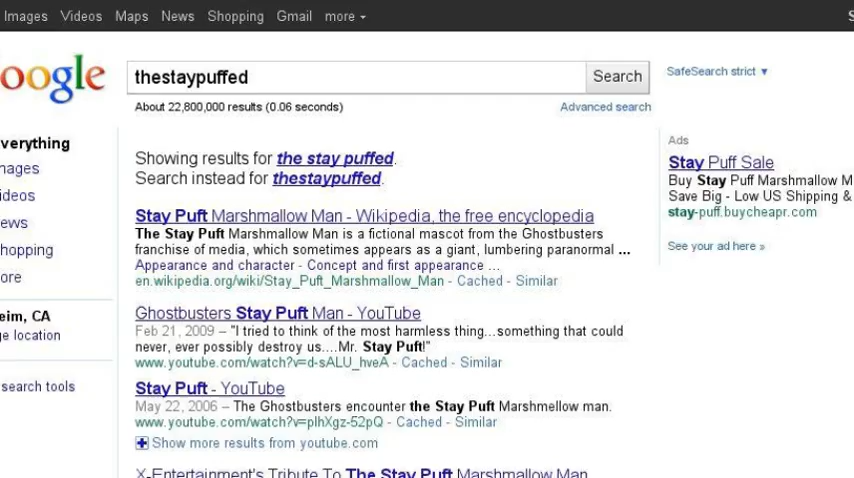 Images Videos Maps News Shopping Gmail more
oogle
thestaypuffed Search
SafeSearch strict ▼
About 22,800,000 results (0.06 seconds) Advanced search
verything
mages
ideos
ews
hopping
ore
eim, CA
ge location
search tools
Showing results for the stay puffed.
Search instead for thestaypuffed.
Stay Puft Marshmallow Man - Wikipedia, the free encyclopedia
The Stay Puft Marshmallow Man is a fictional mascot from the Ghostbusters
franchise of media, which sometimes appears as a giant, lumbering paranormal ...
Appearance and character - Concept and first appearance ...
en.wikipedia.org/wiki/Stay_Puft_Marshmallow_Man - Cached - Similar
Ghostbusters Stay Puft Man - YouTube
Feb 21, 2009 – "I tried to think of the most harmless thing...something that could
never, ever possibly destroy us....Mr. Stay Puft!"
www.youtube.com/watch?v=d-sALU_hveA - Cached - Similar
Stay Puft - YouTube
May 22, 2006 – The Ghostbusters encounter the Stay Puft Marshmellow man.
www.youtube.com/watch?v=plhXgz-52pQ - Cached - Similar
Show more results from youtube.com
X-Entertainment's Tribute To The Stay Puft Marshmallow Man
Ads
Stay Puff Sale
Buy Stay Puff Marshmallow M
Save Big - Low US Shipping &
stay-puff.buycheapr.com
See your ad here »